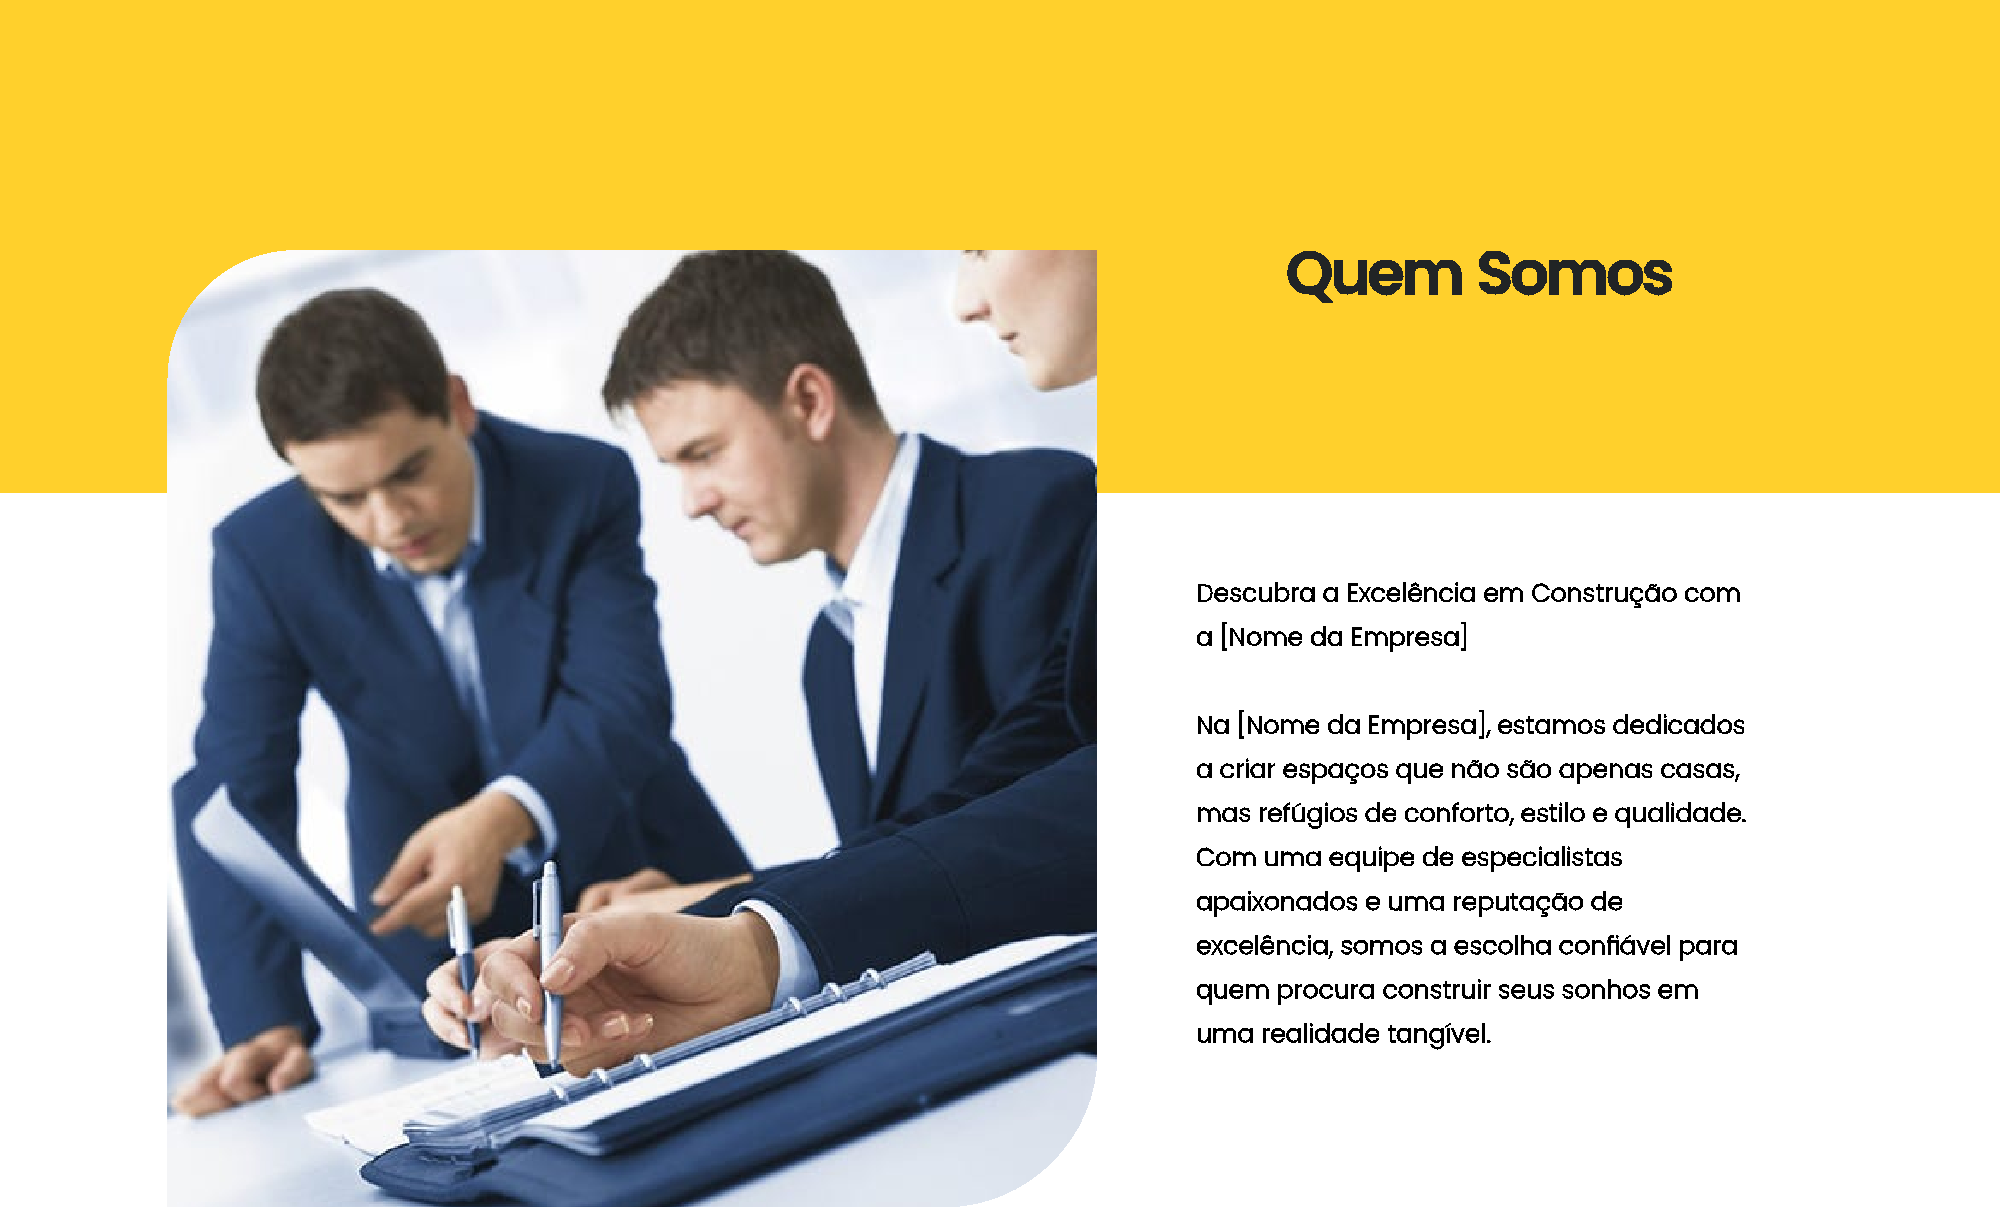 Quem Somos
Descubra a Excelência em Construção com
a [Nome da Empresa]
Na [Nome da Empresa], estamos dedicados
a criar espaços que não são apenas casas,
mas refúgios de conforto, estilo e qualidade.
Com uma equipe de especialistas
apaixonados e uma reputação de
excelência, somos a escolha confiável para
quem procura construir seus sonhos em
uma realidade tangível.